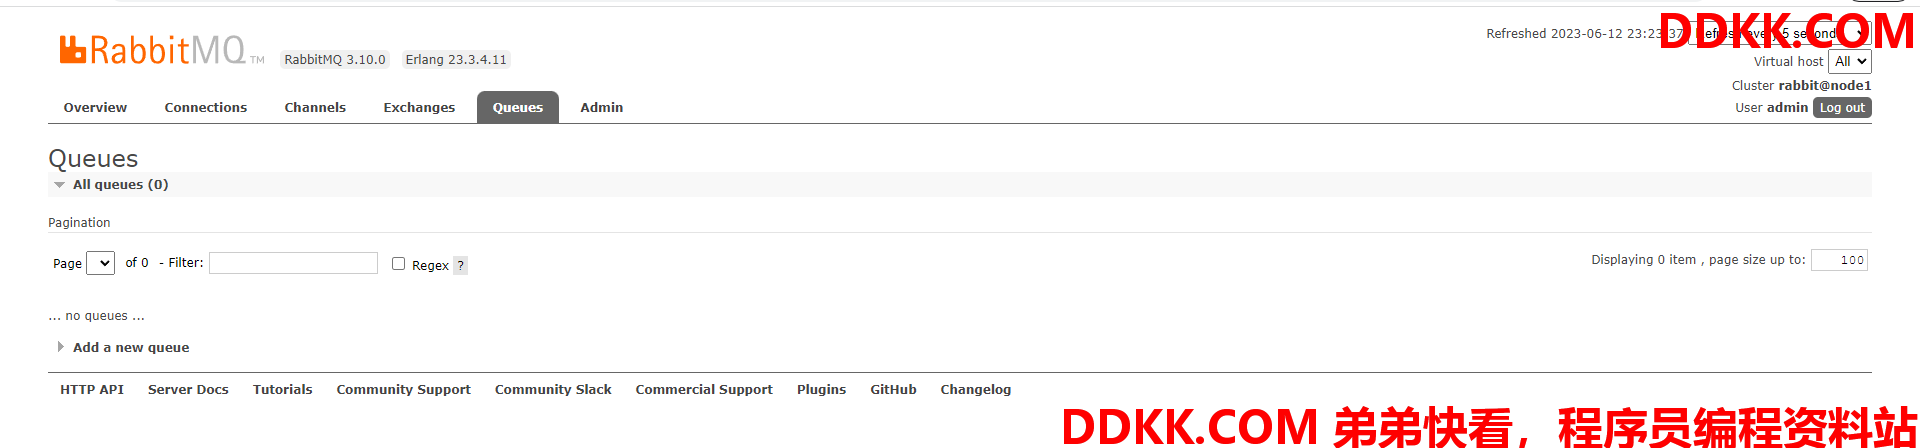 DDKK.COM
RabbitMQ TM
RabbitMQ 3.10.0 Erlang 23.3.4.11
Refreshed 2023-06-12 23:23:37 Refresh every 5 seconds
Virtual host All
Cluster rabbit@node1
User admin Log out
Overview Connections Channels Exchanges Queues Admin
Queues
All queues (0)
Pagination
Page of 0 - Filter: Regex ? Displaying 0 item , page size up to: 100
... no queues ...
Add a new queue
HTTP API Server Docs Tutorials Community Support Community Slack Commercial Support Plugins GitHub Changelog
DDKK.COM 弟弟快看，程序员编程资料站